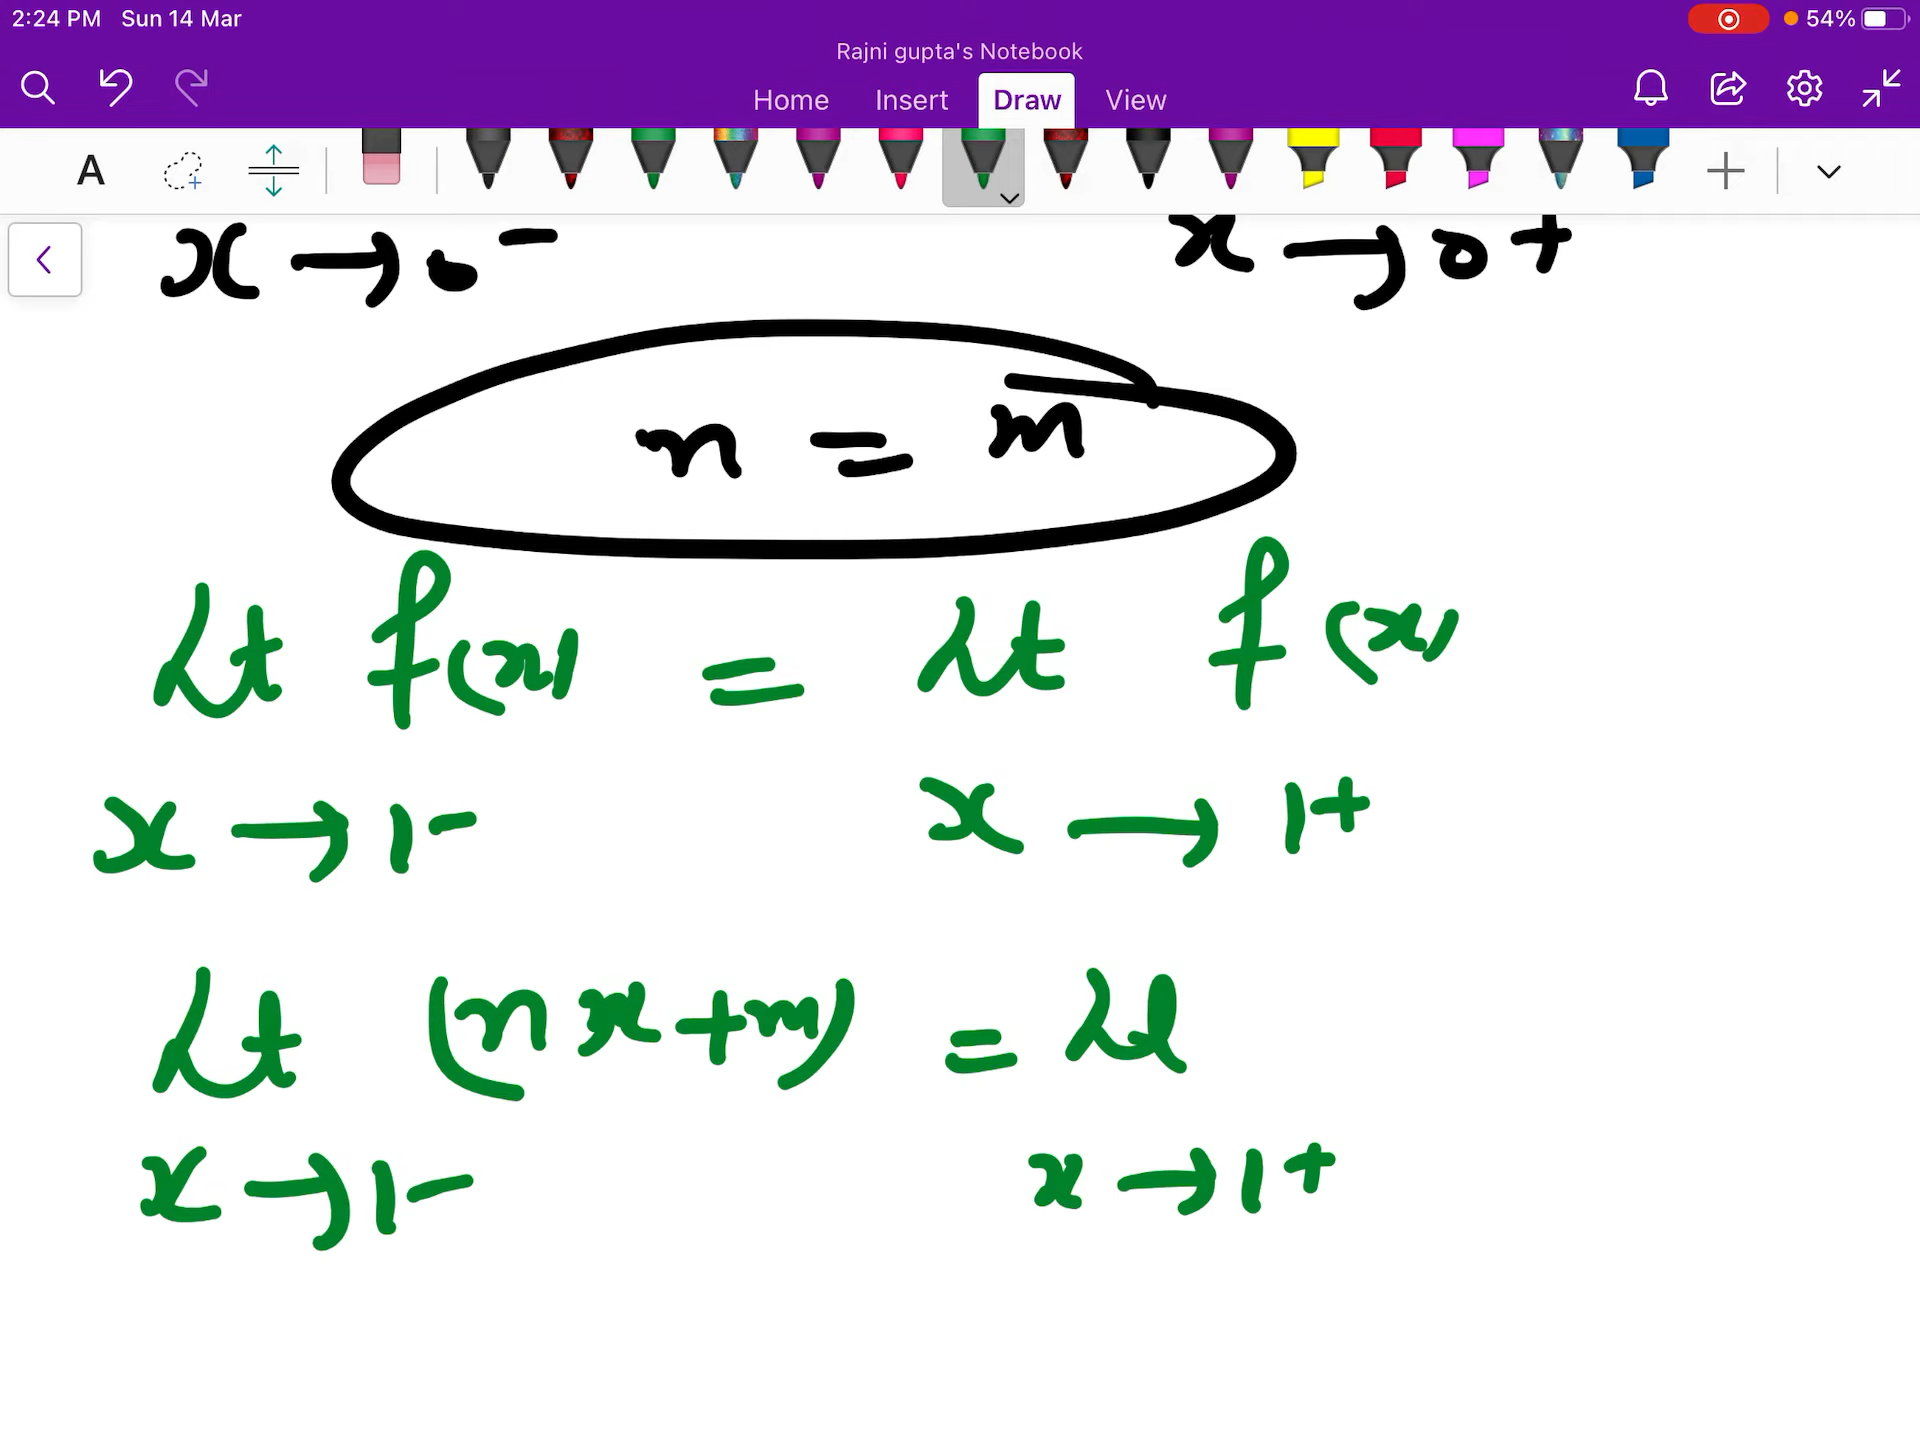 2:24 PM Sun 14 Mar 54%
Rajni gupta's Notebook
Home Insert Draw View
A
x → 0⁻ x → 0+
n = m
Lt f(x) = Lt f(x)
x → 1- x → 1+
Lt (nx+m) = Lt
x → 1- x → 1+